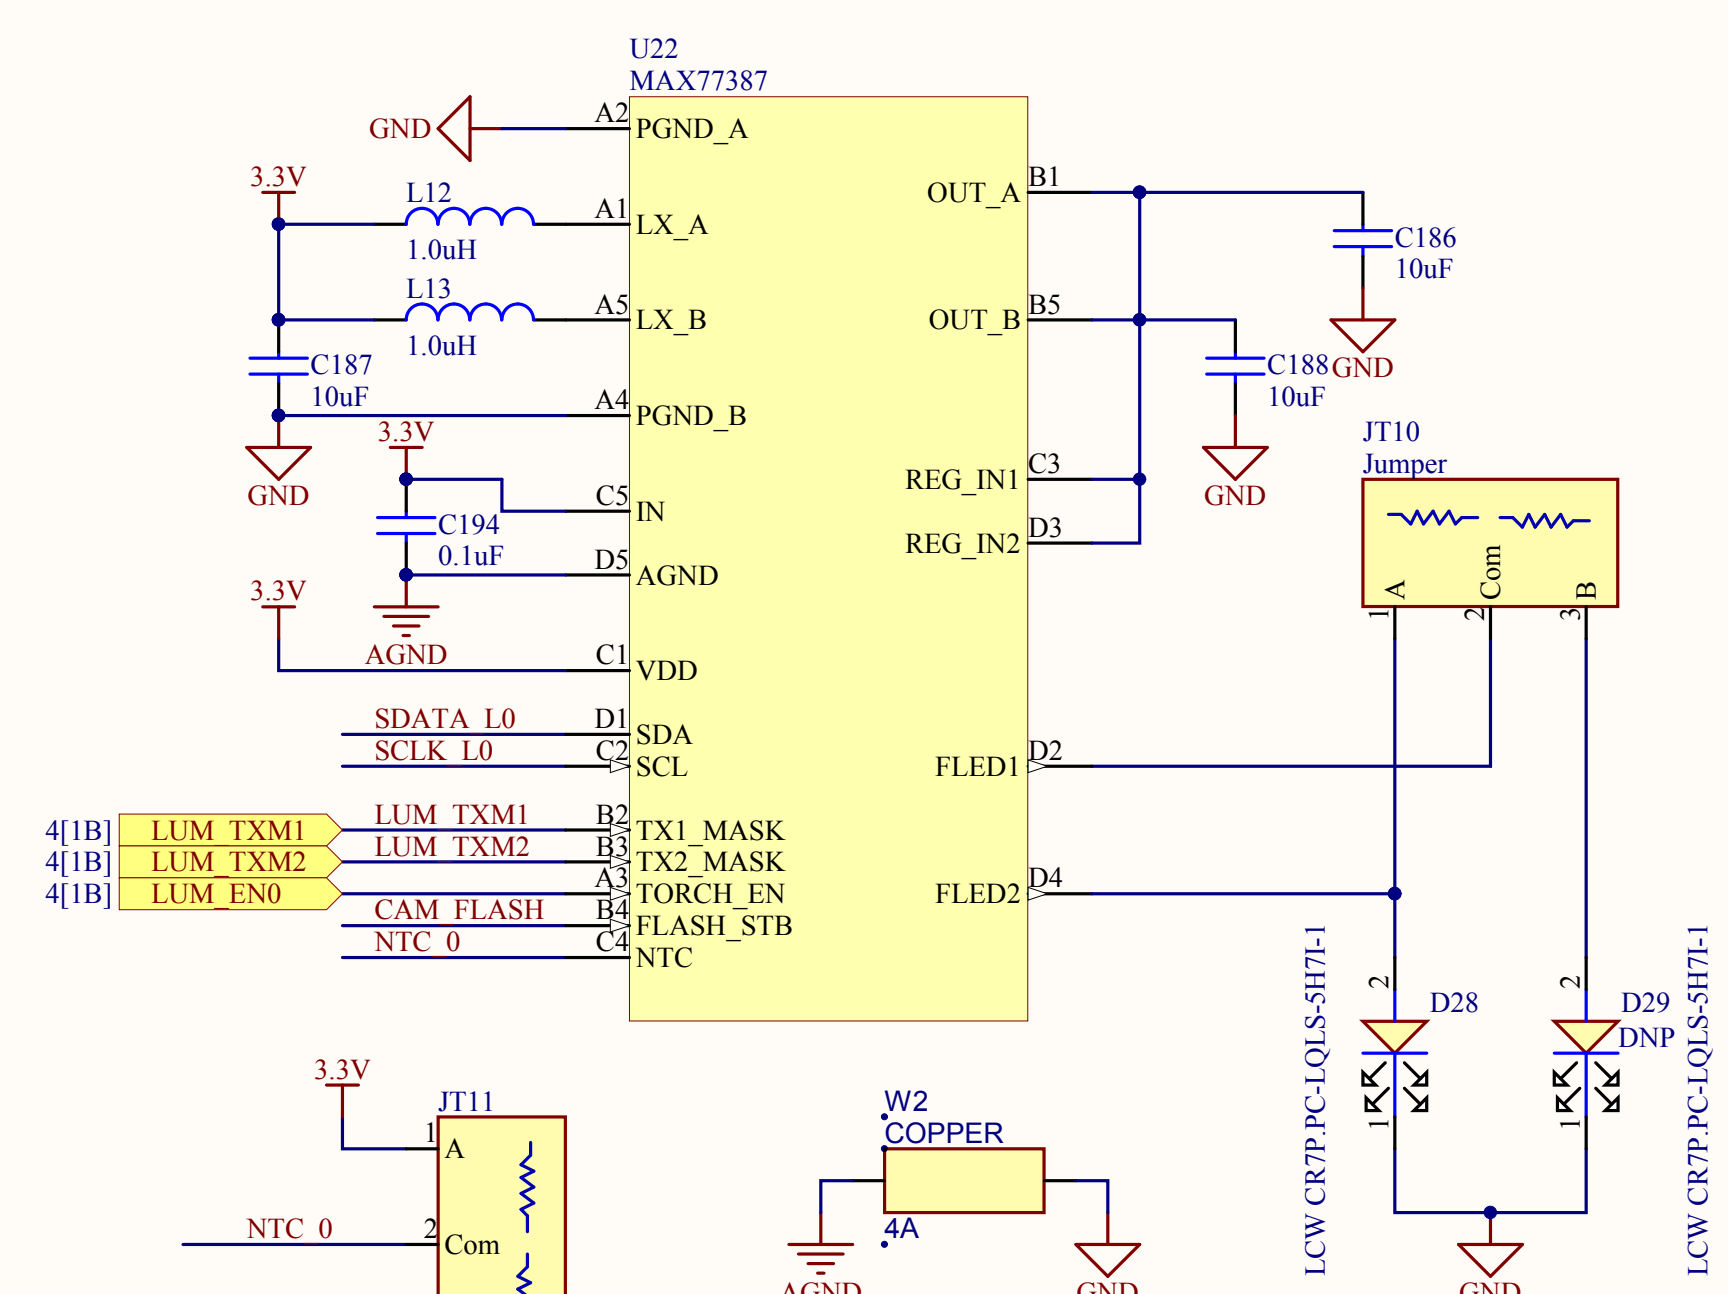 U22
MAX77387
GND
A2
PGND_A
3.3V
L12
1.0uH
A1
LX_A
L13
1.0uH
A5
LX_B
C187
10uF
A4
PGND_B
GND
3.3V
C5
IN
C194
0.1uF
D5
AGND
AGND
3.3V
C1
VDD
SDATA_L0
D1
SDA
SCLK_L0
C2
SCL
4[1B]
LUM_TXM1
LUM_TXM1
B2
TX1_MASK
4[1B]
LUM_TXM2
LUM_TXM2
B3
TX2_MASK
4[1B]
LUM_EN0
A3
TORCH_EN
CAM_FLASH
B4
FLASH_STB
NTC_0
C4
NTC
OUT_A
B1
C186
10uF
GND
OUT_B
B5
C188
10uF
GND
REG_IN1
C3
REG_IN2
D3
JT10
Jumper
A
Com
B
1
2
3
FLED1
D2
FLED2
D4
LCW CR7P.PC-LQLS-5H7I-1
2
D28
1
2
D29
DNP
1
LCW CR7P.PC-LQLS-5H7I-1
GND
3.3V
JT11
1
A
NTC_0
2
Com
W2
COPPER
4A
AGND
GND